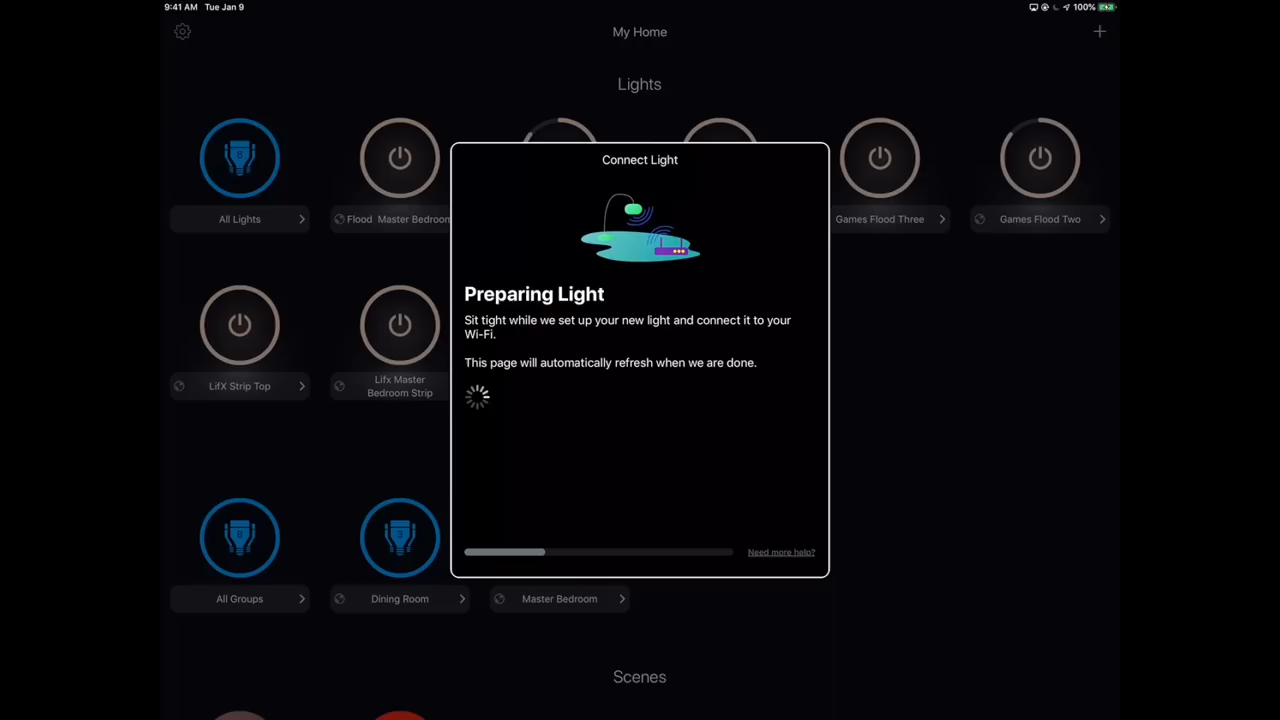 9:41 AM Tue Jan 9
100%
My Home
Lights
8
All Lights
Flood Master Bedroom
Games Flood Three
Games Flood Two
Connect Light
Preparing Light
Sit tight while we set up your new light and connect it to your
Wi-Fi.
This page will automatically refresh when we are done.
Need more help?
LifX Strip Top
Lifx Master
Bedroom Strip
8
3
All Groups
Dining Room
Master Bedroom
Scenes